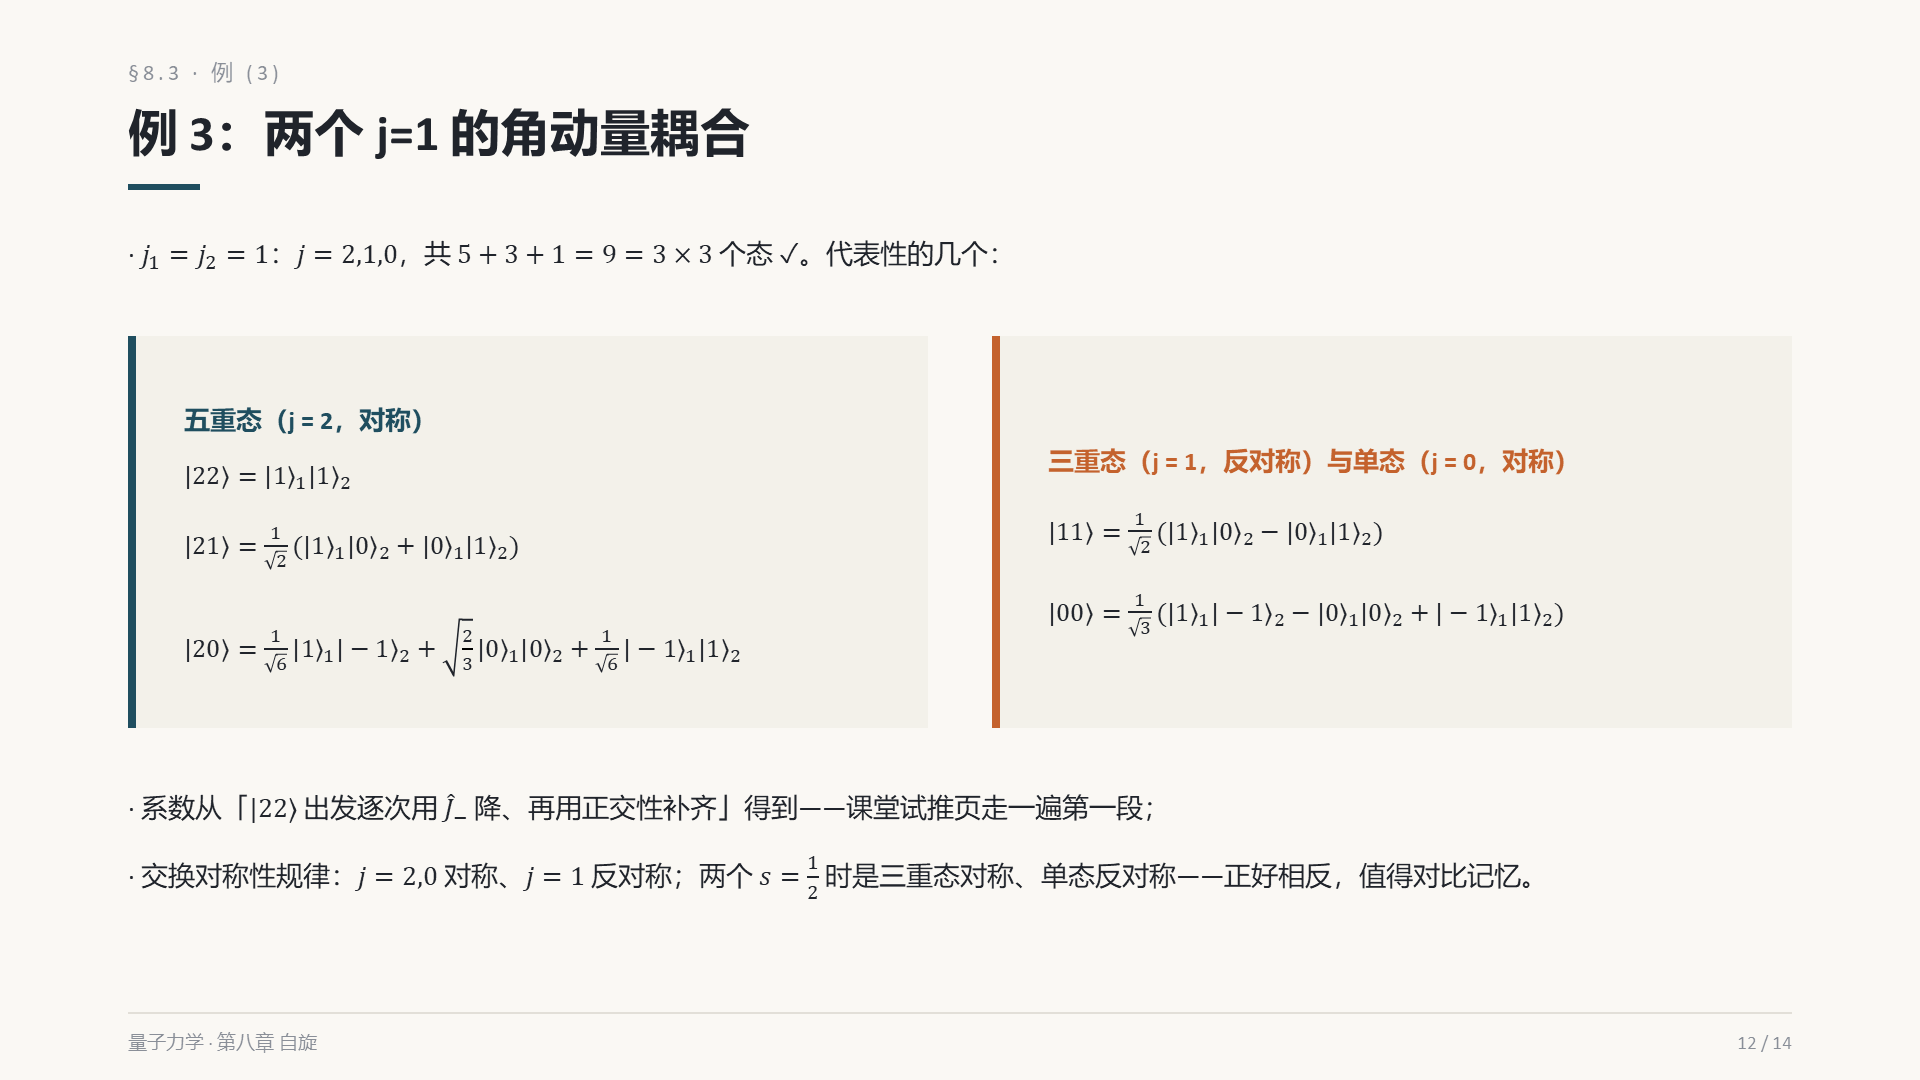 §8.3 · 例 (3)
例 3：两个 j=1 的角动量耦合
· j₁ = j₂ = 1：j = 2,1,0，共 5 + 3 + 1 = 9 = 3 × 3 个态 ✓。代表性的几个：
五重态（j = 2，对称）
|22⟩ = |1⟩₁|1⟩₂
|21⟩ = 1/√2 (|1⟩₁|0⟩₂ + |0⟩₁|1⟩₂)
|20⟩ = 1/√6 |1⟩₁| − 1⟩₂ + √(2/3) |0⟩₁|0⟩₂ + 1/√6 | − 1⟩₁|1⟩₂
三重态（j = 1，反对称）与单态（j = 0，对称）
|11⟩ = 1/√2 (|1⟩₁|0⟩₂ − |0⟩₁|1⟩₂)
|00⟩ = 1/√3 (|1⟩₁| − 1⟩₂ − |0⟩₁|0⟩₂ + | − 1⟩₁|1⟩₂)
· 系数从「|22⟩ 出发逐次用 Ĵ₋ 降、再用正交性补齐」得到——课堂试推页走一遍第一段；
· 交换对称性规律：j = 2,0 对称、j = 1 反对称；两个 s = 1/2 时是三重态对称、单态反对称——正好相反，值得对比记忆。
量子力学 · 第八章 自旋
12 / 14